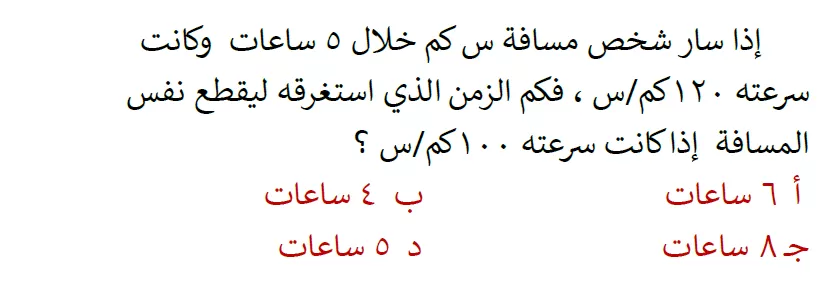 إذا سار شخص مسافة س كم خلال ٥ ساعات وكانت
سرعته ١٢٠كم/س ، فكم الزمن الذي استغرقه ليقطع نفس
المسافة إذا كانت سرعته ١٠٠كم/س ؟
أ ٦ ساعات ب ٤ ساعات
جـ ٨ ساعات د ٥ ساعات